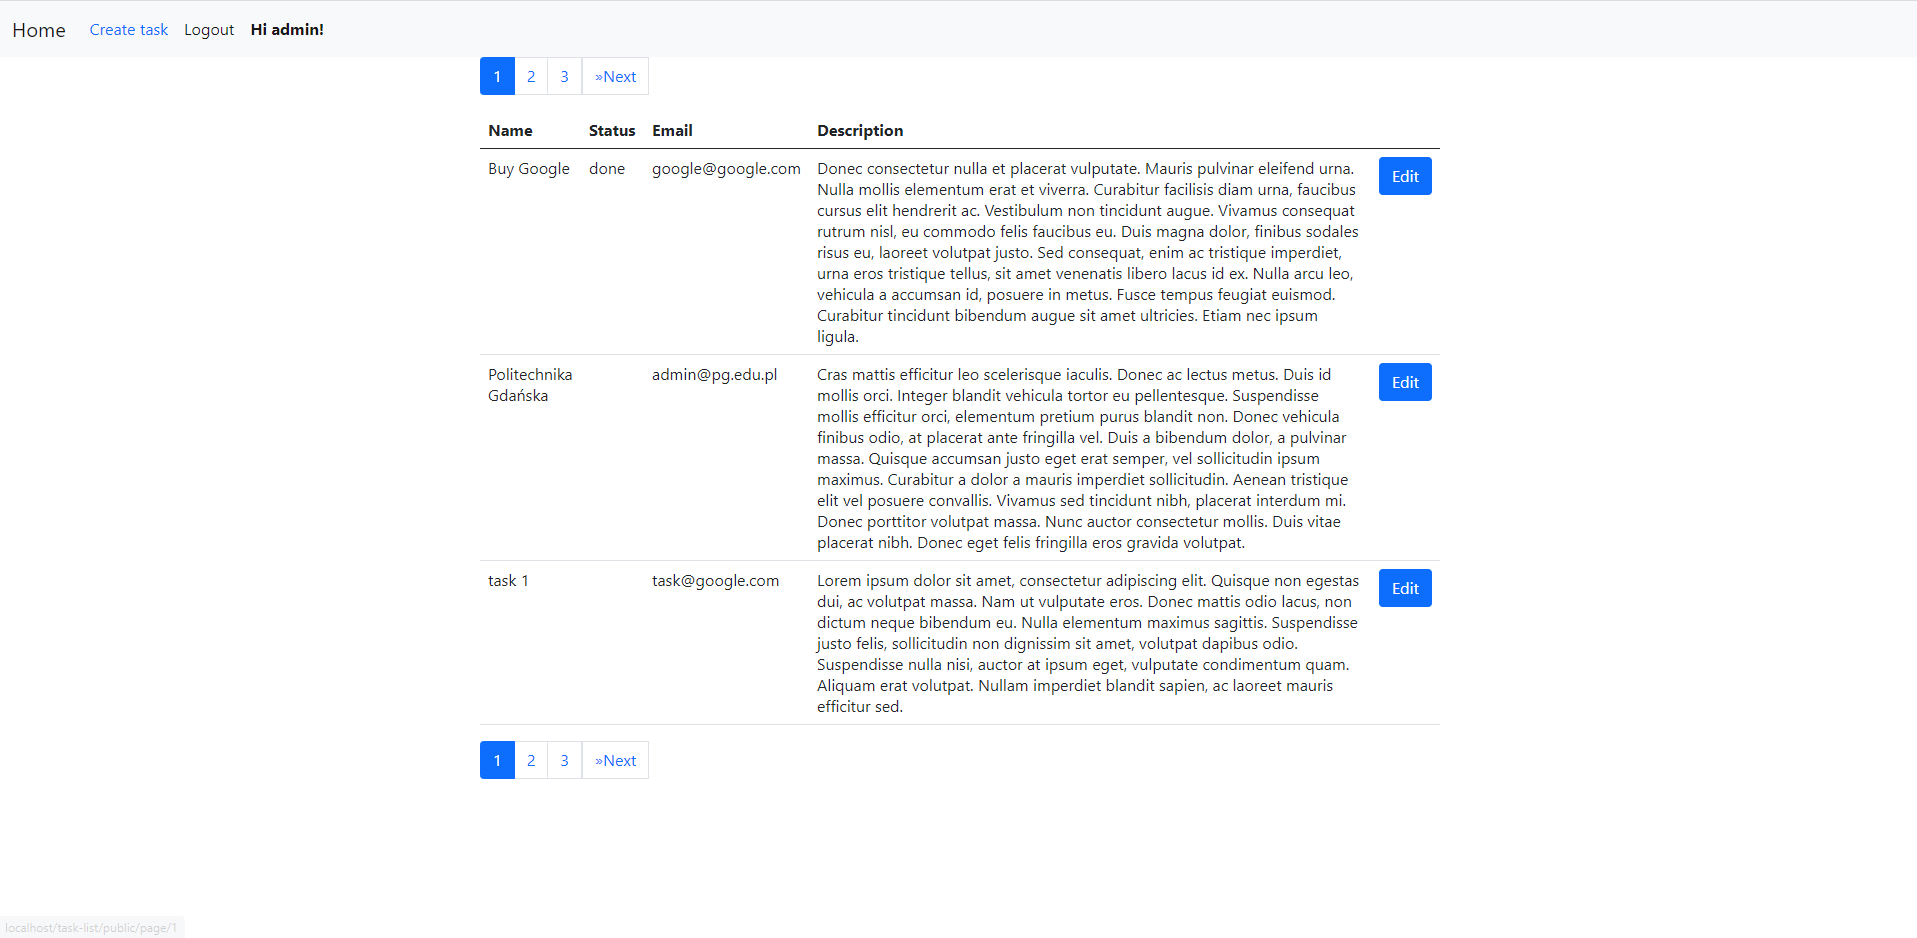 Home Create task Logout Hi admin!
1 2 3 »Next
Name Status Email Description
Buy Google done google@google.com Donec consectetur nulla et placerat vulputate. Mauris pulvinar eleifend urna. Edit
Nulla mollis elementum erat et viverra. Curabitur facilisis diam urna, faucibus
cursus elit hendrerit ac. Vestibulum non tincidunt augue. Vivamus consequat
rutrum nisl, eu commodo felis faucibus eu. Duis magna dolor, finibus sodales
risus eu, laoreet volutpat justo. Sed consequat, enim ac tristique imperdiet,
urna eros tristique tellus, sit amet venenatis libero lacus id ex. Nulla arcu leo,
vehicula a accumsan id, posuere in metus. Fusce tempus feugiat euismod.
Curabitur tincidunt bibendum augue sit amet ultricies. Etiam nec ipsum
ligula.
Politechnika admin@pg.edu.pl Cras mattis efficitur leo scelerisque iaculis. Donec ac lectus metus. Duis id Edit
Gdańska mollis orci. Integer blandit vehicula tortor eu pellentesque. Suspendisse
mollis efficitur orci, elementum pretium purus blandit non. Donec vehicula
finibus odio, at placerat ante fringilla vel. Duis a bibendum dolor, a pulvinar
massa. Quisque accumsan justo eget erat semper, vel sollicitudin ipsum
maximus. Curabitur a dolor a mauris imperdiet sollicitudin. Aenean tristique
elit vel posuere convallis. Vivamus sed tincidunt nibh, placerat interdum mi.
Donec porttitor volutpat massa. Nunc auctor consectetur mollis. Duis vitae
placerat nibh. Donec eget felis fringilla eros gravida volutpat.
task 1 task@google.com Lorem ipsum dolor sit amet, consectetur adipiscing elit. Quisque non egestas Edit
dui, ac volutpat massa. Nam ut vulputate eros. Donec mattis odio lacus, non
dictum neque bibendum eu. Nulla elementum maximus sagittis. Suspendisse
justo felis, sollicitudin non dignissim sit amet, volutpat dapibus odio.
Suspendisse nulla nisi, auctor at ipsum eget, vulputate condimentum quam.
Aliquam erat volutpat. Nullam imperdiet blandit sapien, ac laoreet mauris
efficitur sed.
1 2 3 »Next
localhost/task-list/public/page/1